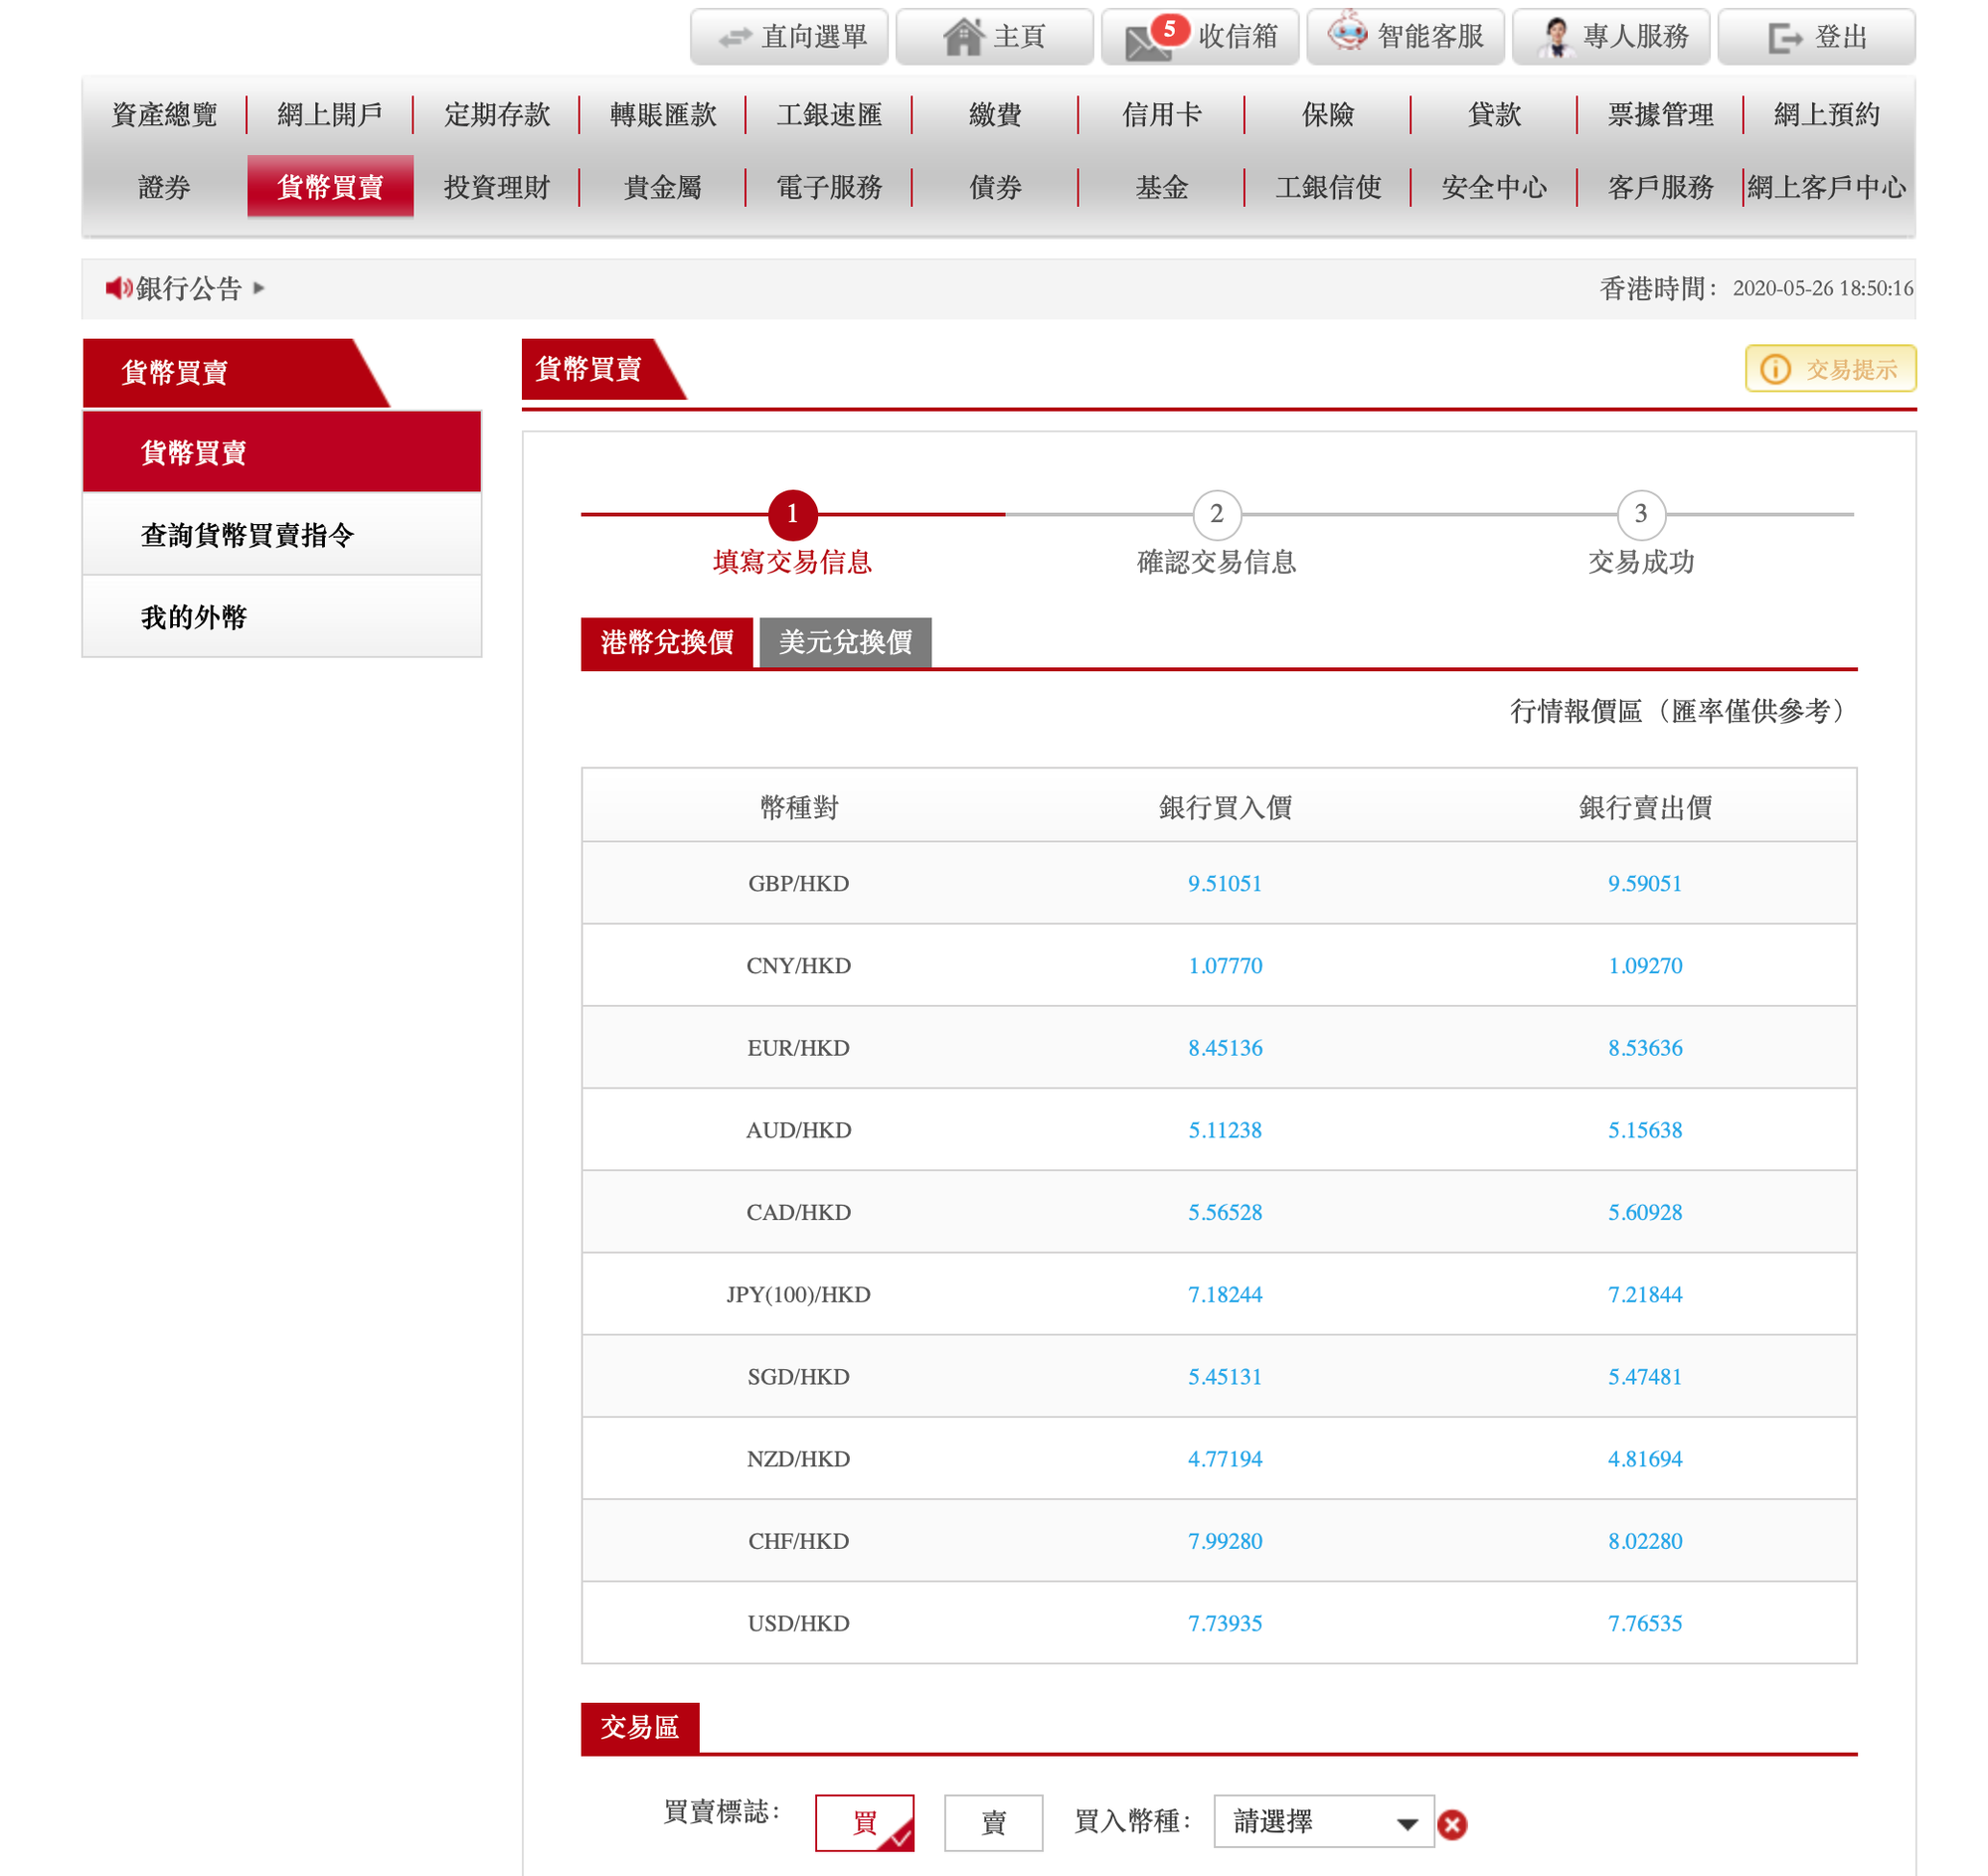 直向選單 主頁 5 收信箱 智能客服 專人服務 登出
資產總覽 網上開戶 定期存款 轉賬匯款 工銀速匯 繳費 信用卡 保險 貸款 票據管理 網上預約
證券 貨幣買賣 投資理財 貴金屬 電子服務 債券 基金 工銀信使 安全中心 客戶服務 網上客戶中心
銀行公告 香港時間： 2020-05-26 18:50:16
貨幣買賣
貨幣買賣
查詢貨幣買賣指令
我的外幣
貨幣買賣 交易提示
1 2 3
填寫交易信息 確認交易信息 交易成功
港幣兌換價 美元兌換價
行情報價區（匯率僅供參考）
幣種對 銀行買入價 銀行賣出價
GBP/HKD 9.51051 9.59051
CNY/HKD 1.07770 1.09270
EUR/HKD 8.45136 8.53636
AUD/HKD 5.11238 5.15638
CAD/HKD 5.56528 5.60928
JPY(100)/HKD 7.18244 7.21844
SGD/HKD 5.45131 5.47481
NZD/HKD 4.77194 4.81694
CHF/HKD 7.99280 8.02280
USD/HKD 7.73935 7.76535
交易區
買賣標誌： 買 賣 買入幣種： 請選擇